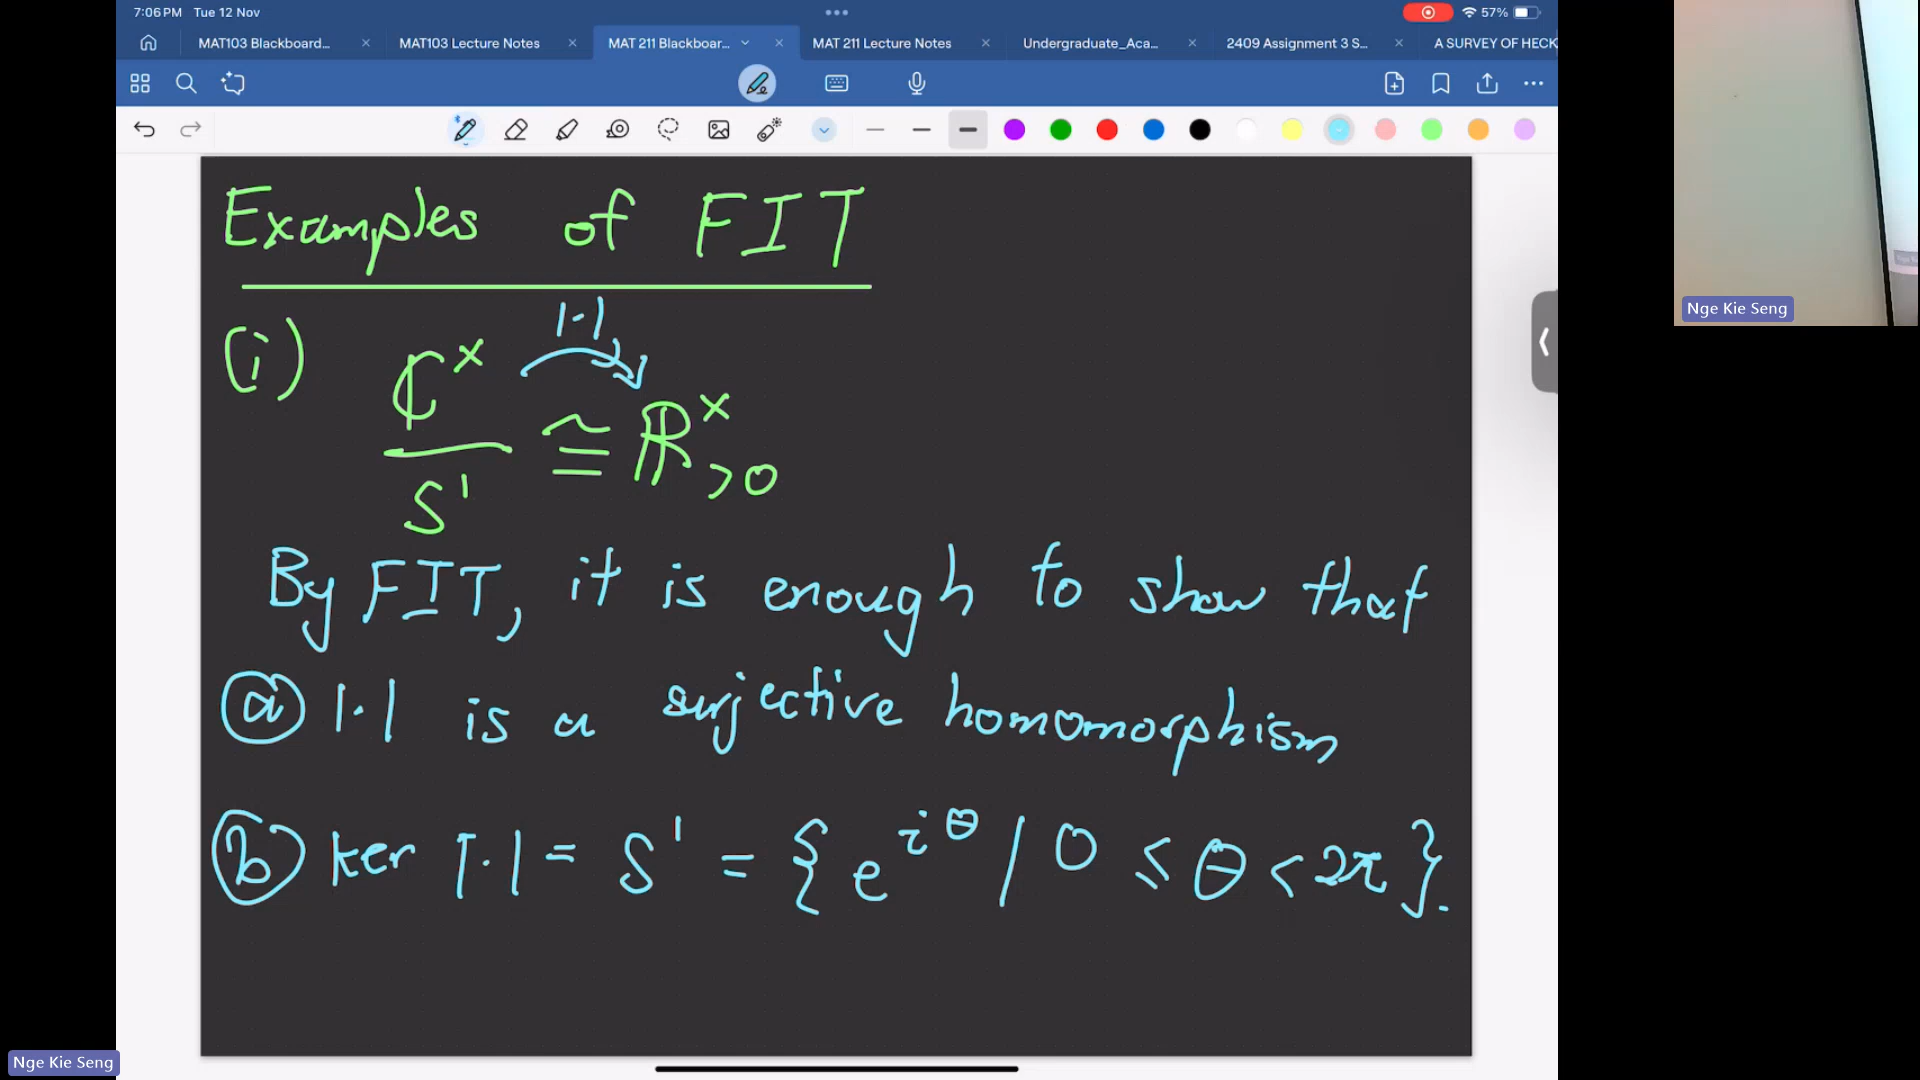 7:06 PM Tue 12 Nov
57%
MAT103 Blackboard...
MAT103 Lecture Notes
MAT 211 Blackboar...
MAT 211 Lecture Notes
Undergraduate_Aca...
2409 Assignment 3 S...
A SURVEY OF HECK
Examples of FIT
|·|
(i) ℂ^× / S^1 ≅ ℝ^×_{>0}
By FIT, it is enough to show that
(a) |·| is a surjective homomorphism
(b) ker |·| = S^1 = {e^{iθ} | 0 ≤ θ < 2π}.
Nge Kie Seng
Nge Kie Seng